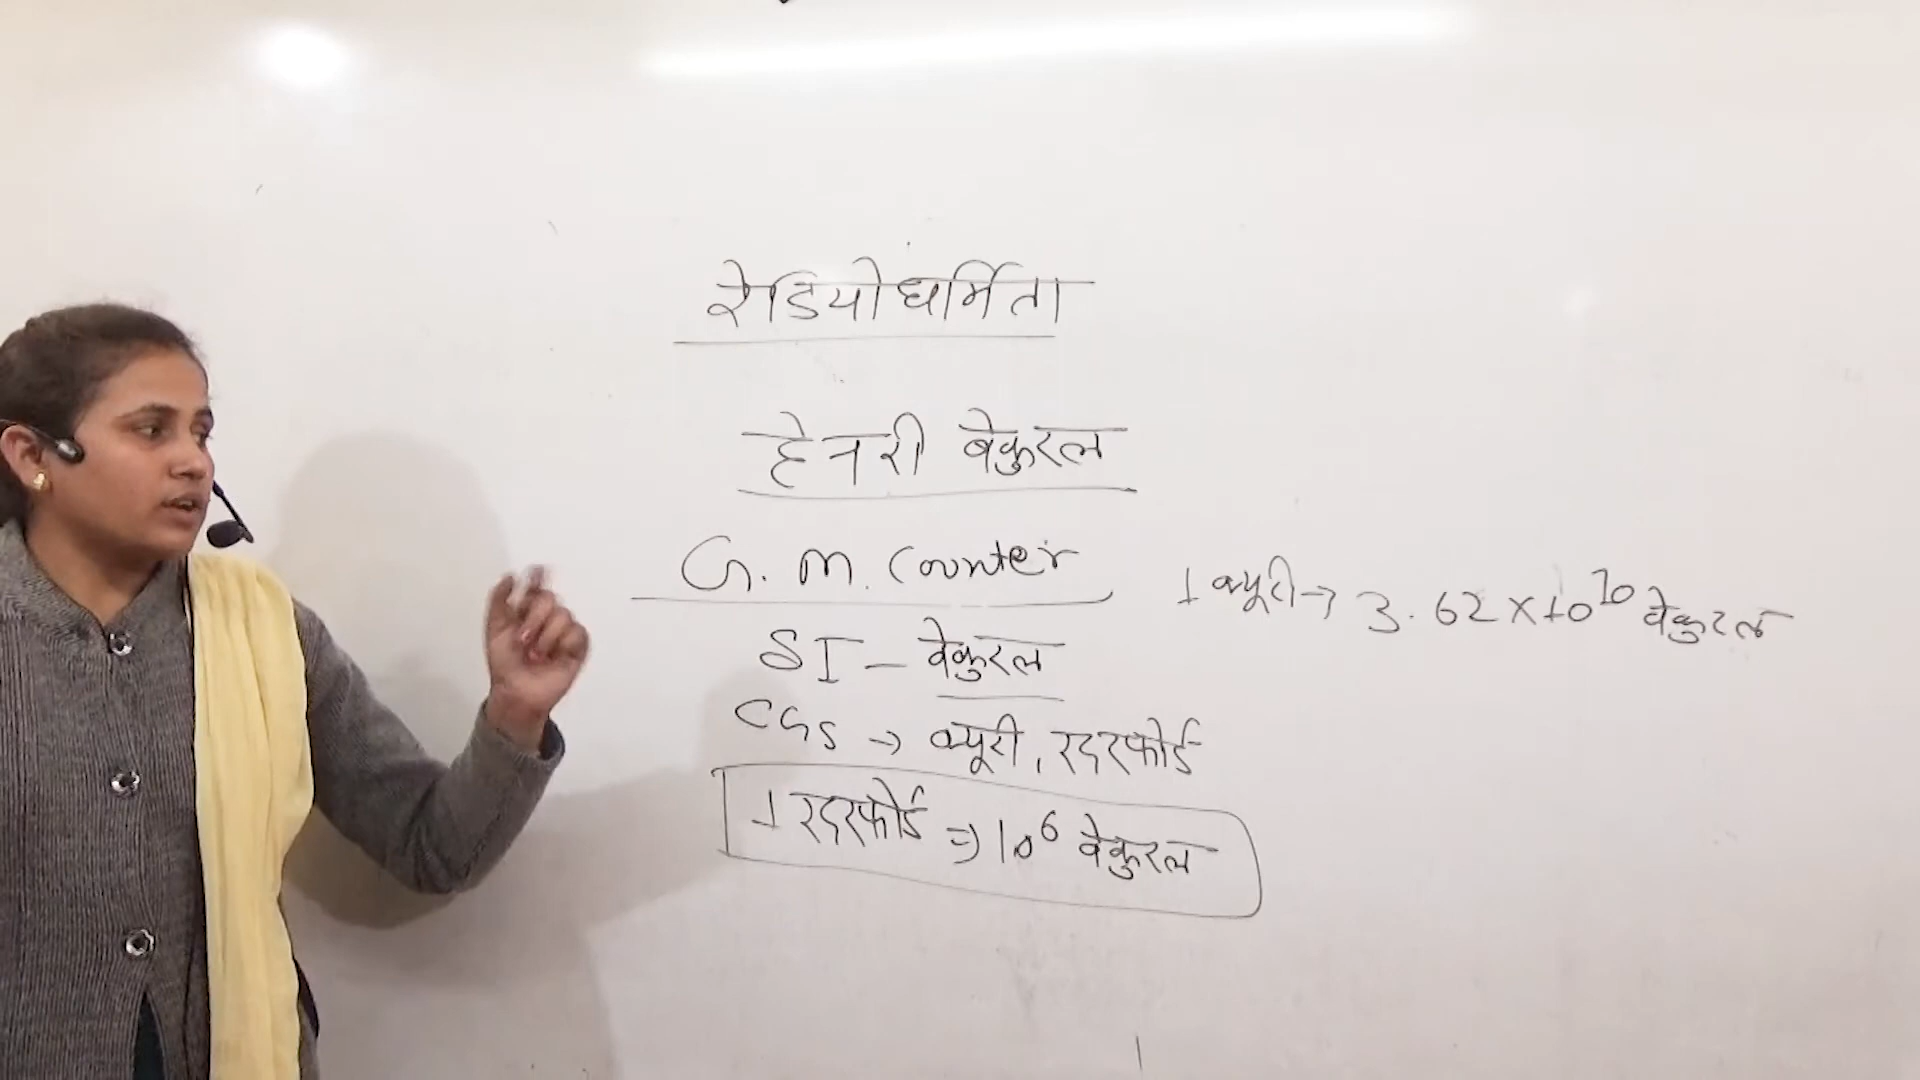 रेडियोधर्मिता
हेनरी बेकुरल
G. M. Counter
SI – बेकुरल
CGS → क्यूरी, रदरफोर्ड
1 रदरफोर्ड ⇒ 10⁶ बेकुरल
1 क्यूरी → 3.62 × 10¹⁰ बेकुरल